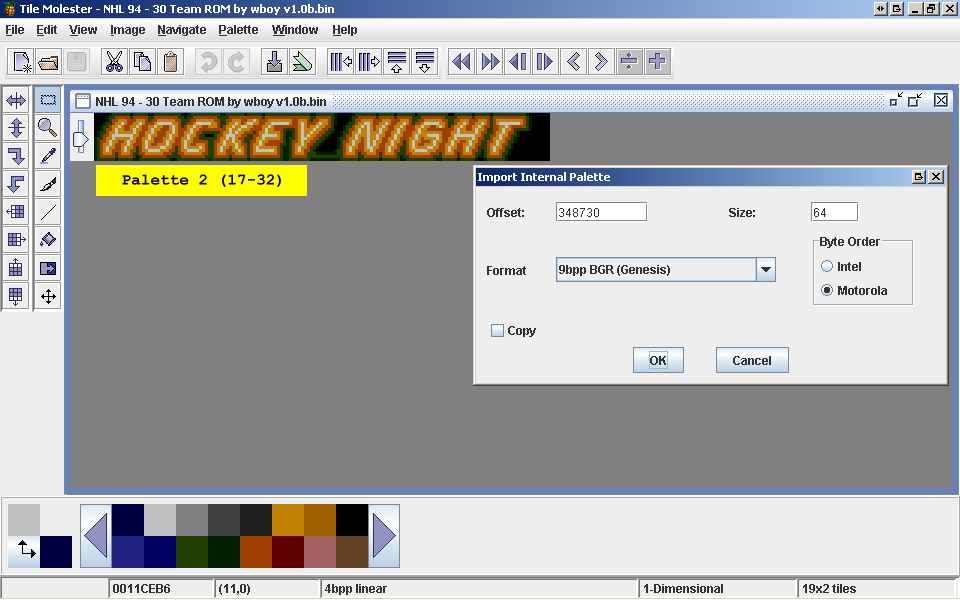 Tile Molester - NHL 94 - 30 Team ROM by wboy v1.0b.bin
File Edit View Image Navigate Palette Window Help
NHL 94 - 30 Team ROM by wboy v1.0b.bin
HOCKEY NIGHT
Palette 2 (17-32)
Import Internal Palette
Offset: 348730 Size: 64
Byte Order
Format 9bpp BGR (Genesis) Intel
Motorola
Copy
OK Cancel
0011CEB6 (11,0) 4bpp linear 1-Dimensional 19x2 tiles